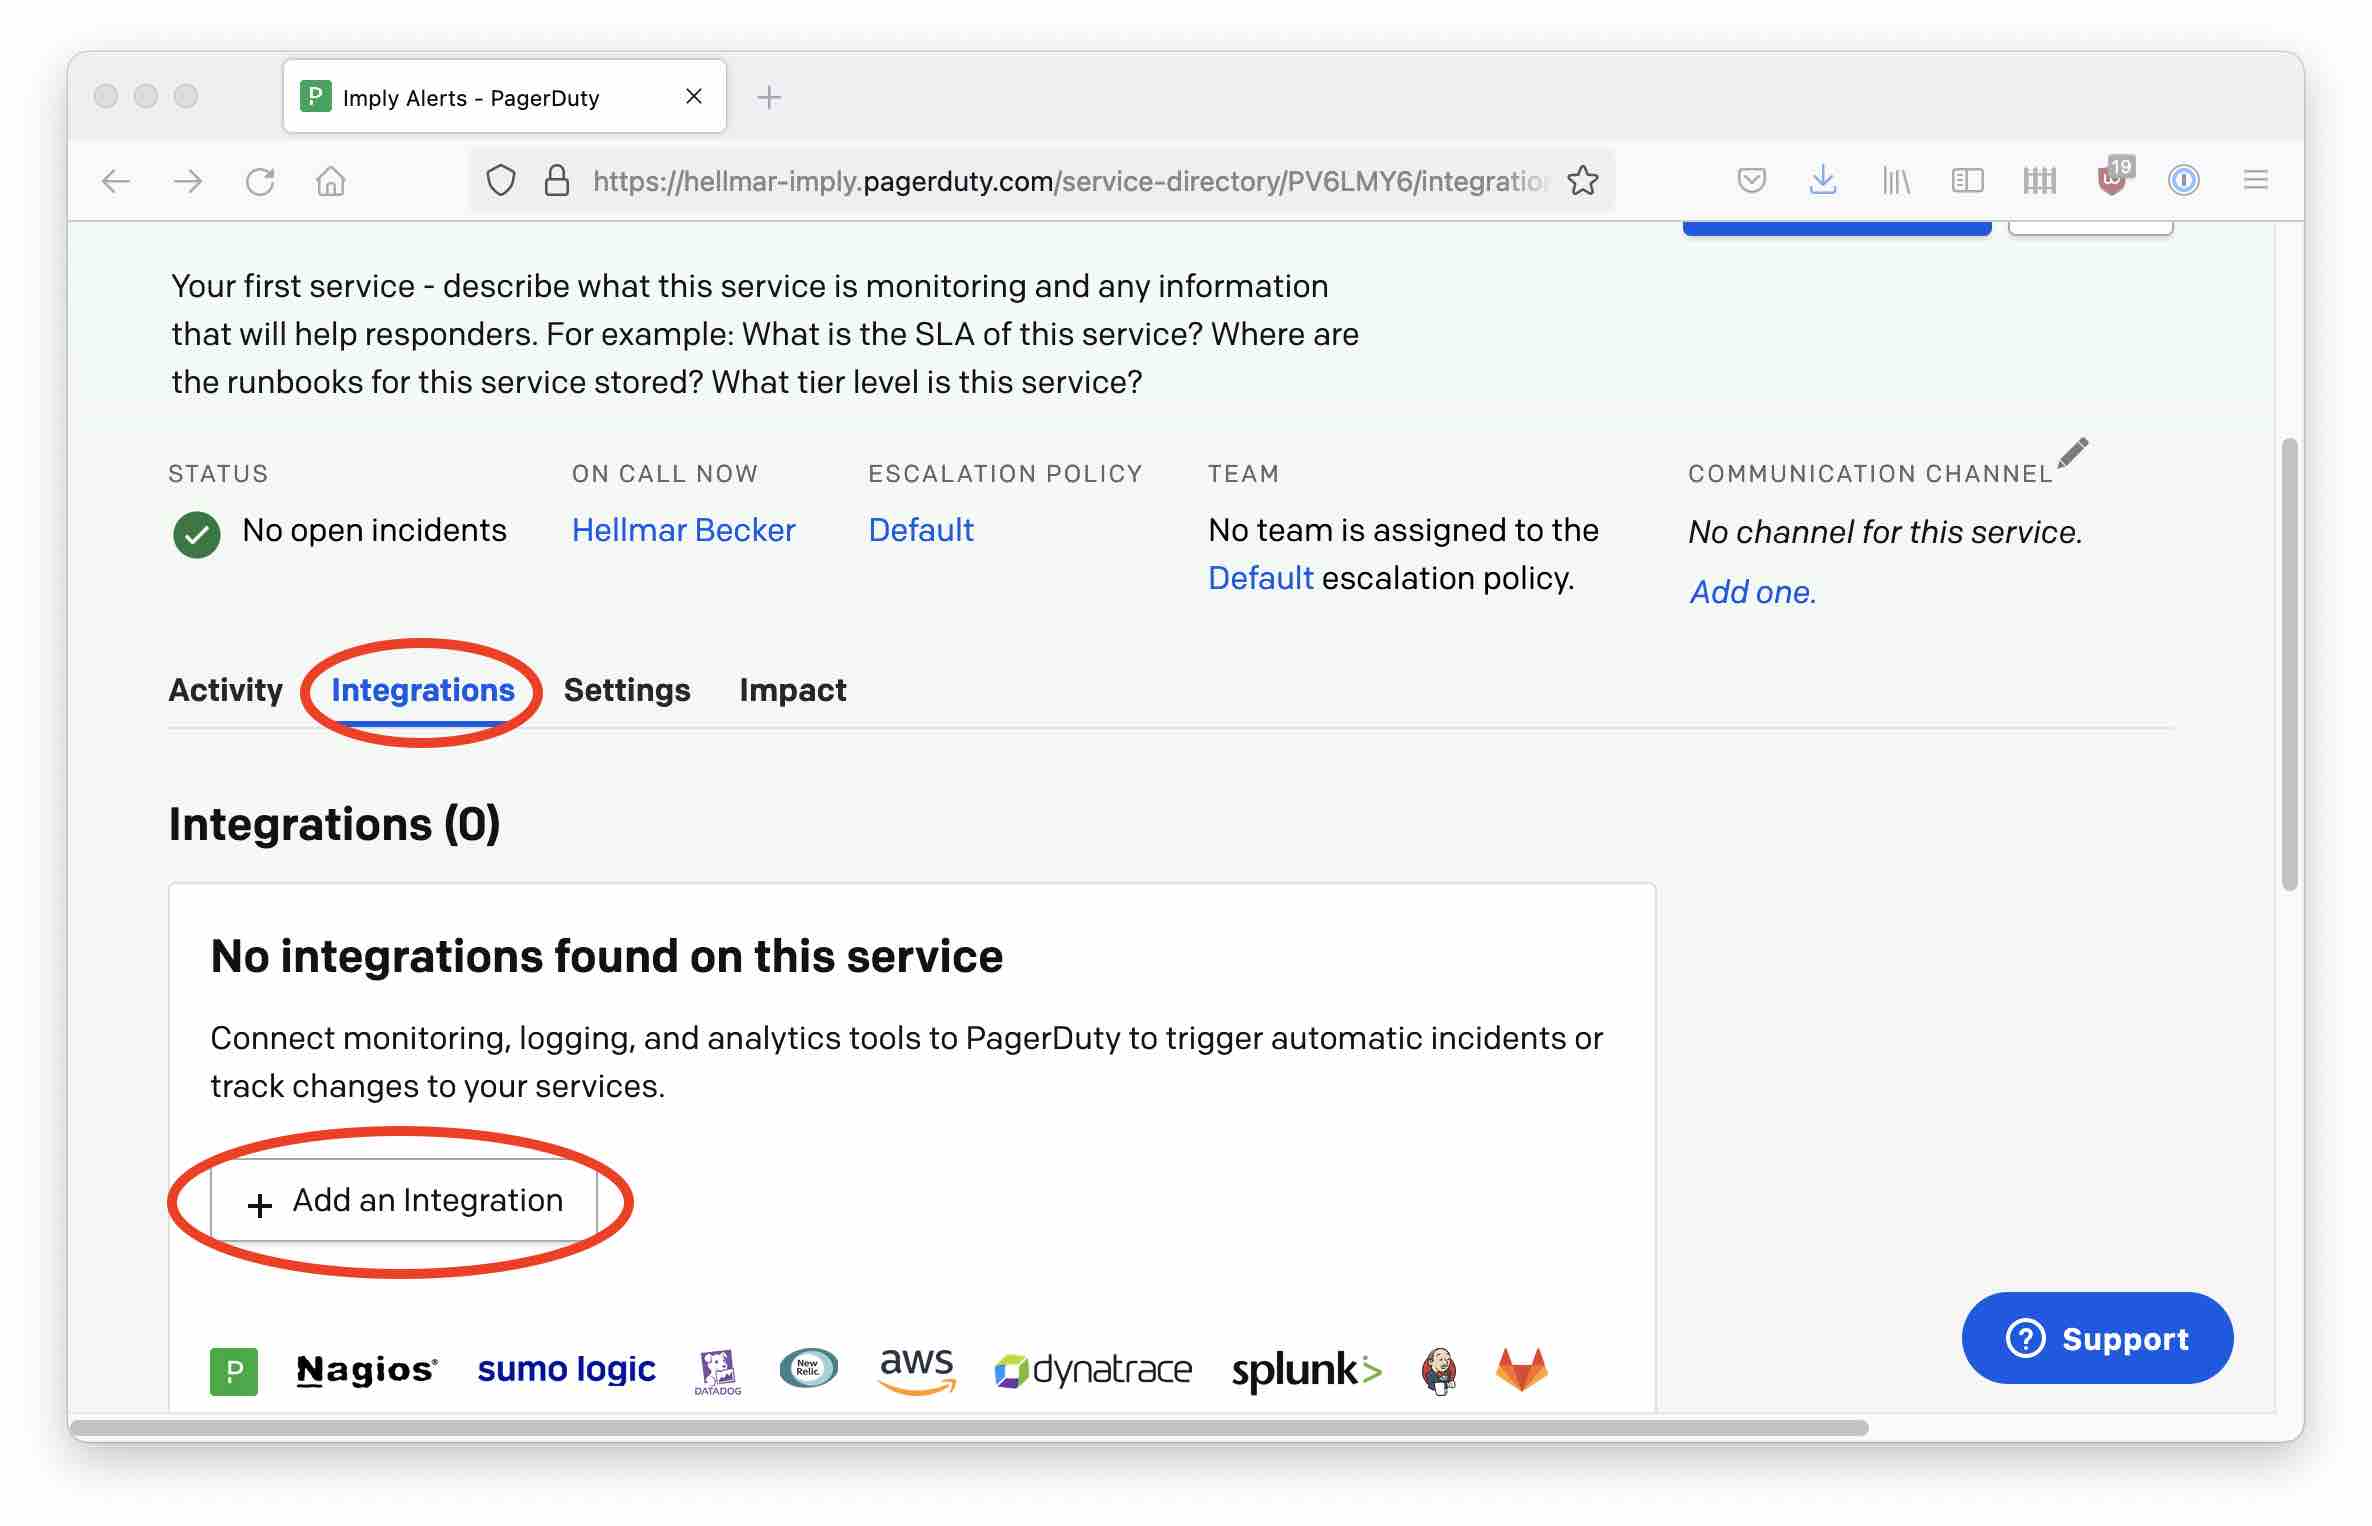 Imply Alerts - PagerDuty
https://hellmar-imply.pagerduty.com/service-directory/PV6LMY6/integration
19
Your first service - describe what this service is monitoring and any information
that will help responders. For example: What is the SLA of this service? Where are
the runbooks for this service stored? What tier level is this service?
STATUS
No open incidents
ON CALL NOW
Hellmar Becker
ESCALATION POLICY
Default
TEAM
No team is assigned to the
Default escalation policy.
COMMUNICATION CHANNEL
No channel for this service.
Add one.
Activity Integrations Settings Impact
Integrations (0)
No integrations found on this service
Connect monitoring, logging, and analytics tools to PagerDuty to trigger automatic incidents or
track changes to your services.
+ Add an Integration
P Nagios® sumo logic DATADOG New Relic aws dynatrace splunk>
Support